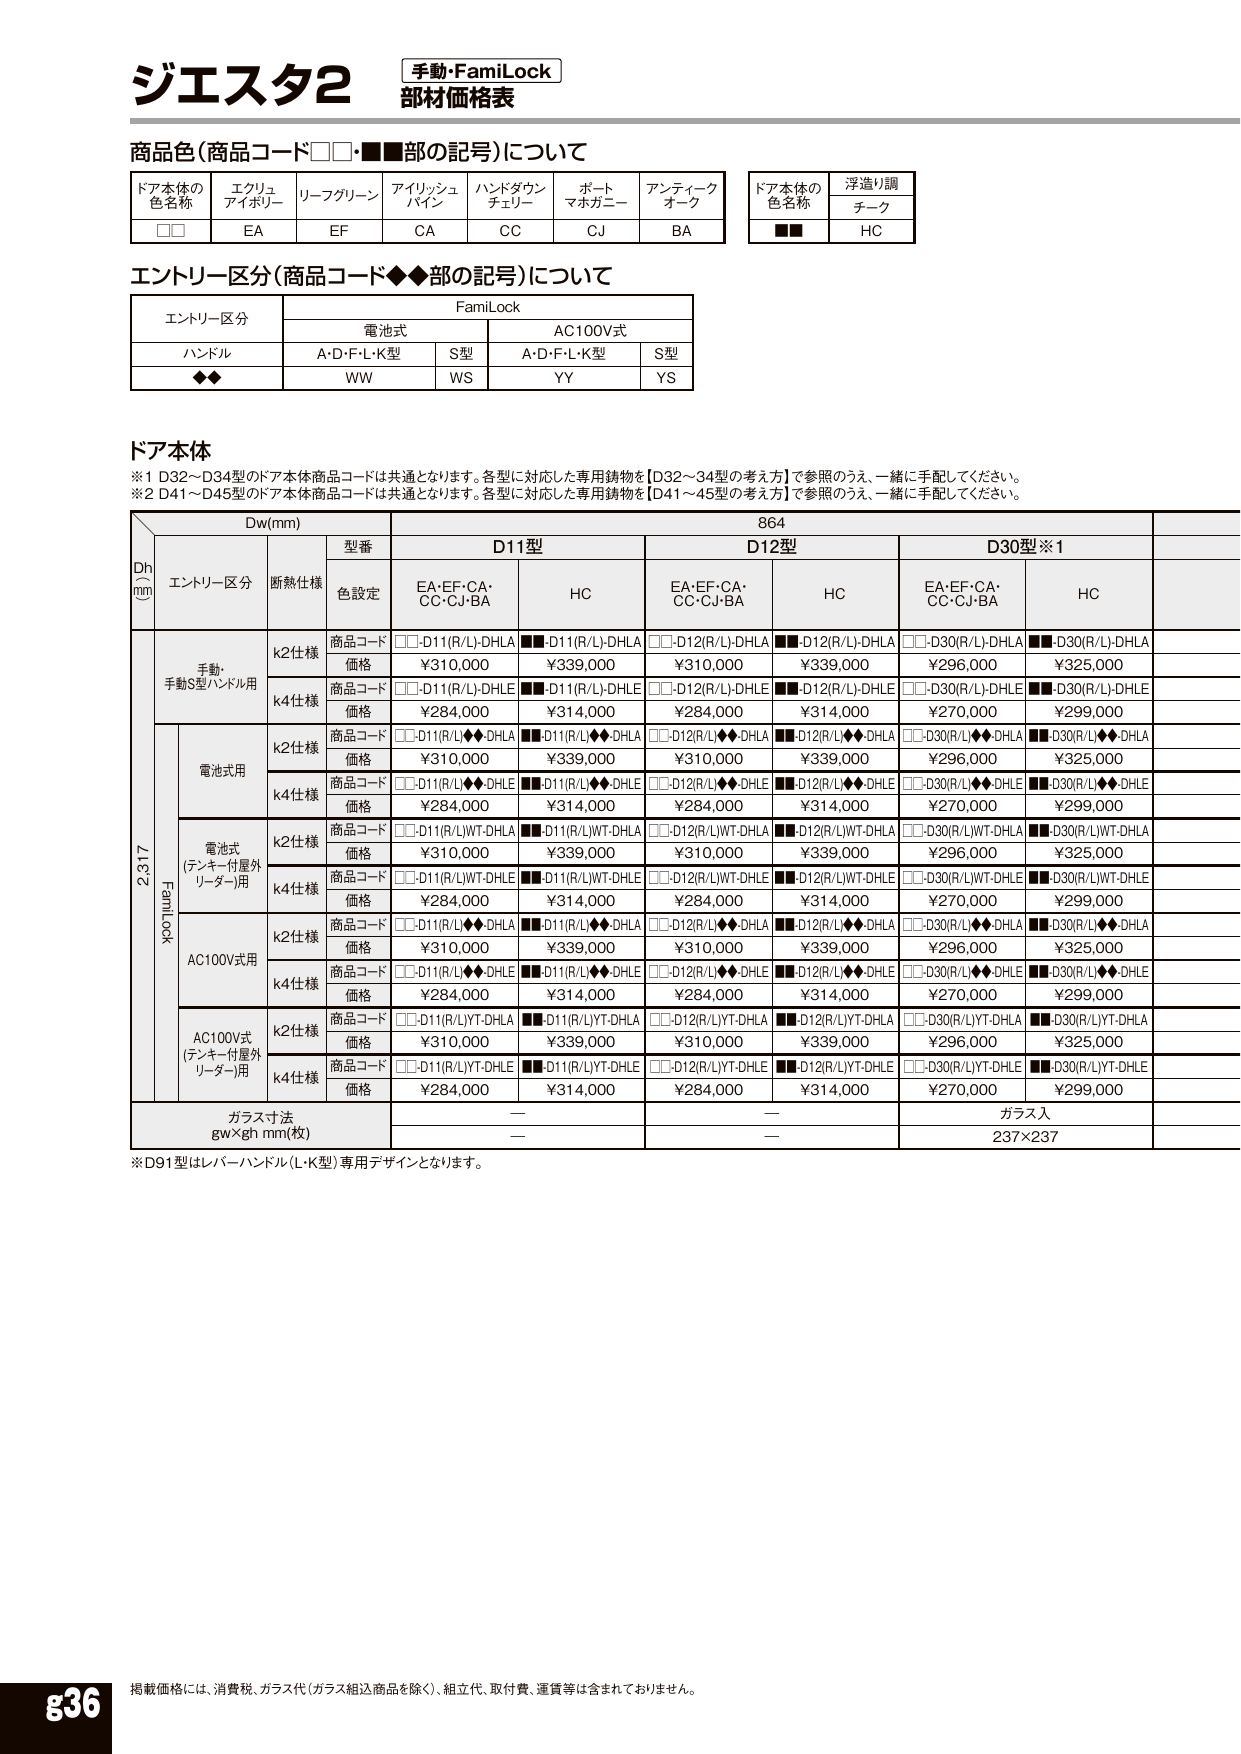 ジエスタ2
手動・FamiLock
部材価格表
商品色（商品コード□□・■■部の記号）について
ドア本体の色名称 エクリュアイボリー リーフグリーン アイリッシュパイン ハンドダウンチェリー ポートマホガニー アンティークオーク
□□ EA EF CA CC CJ BA
ドア本体の色名称 浮造り調
チーク
■■ HC
エントリー区分（商品コード◆◆部の記号）について
エントリー区分 FamiLock
電池式 AC100V式
ハンドル A・D・F・L・K型 S型 A・D・F・L・K型 S型
◆◆ WW WS YY YS
ドア本体
※1 D32～D34型のドア本体商品コードは共通となります。各型に対応した専用鋳物を【D32～34型の考え方】で参照のうえ、一緒に手配してください。
※2 D41～D45型のドア本体商品コードは共通となります。各型に対応した専用鋳物を【D41～45型の考え方】で参照のうえ、一緒に手配してください。
Dw(mm) 864
Dh(mm) エントリー区分 断熱仕様 型番 D11型 D12型 D30型※1
色設定 EA・EF・CA・CC・CJ・BA HC EA・EF・CA・CC・CJ・BA HC EA・EF・CA・CC・CJ・BA HC
2,317
手動・手動S型ハンドル用
k2仕様 商品コード □□-D11(R/L)-DHLA ■■-D11(R/L)-DHLA □□-D12(R/L)-DHLA ■■-D12(R/L)-DHLA □□-D30(R/L)-DHLA ■■-D30(R/L)-DHLA
価格 ¥310,000 ¥339,000 ¥310,000 ¥339,000 ¥296,000 ¥325,000
k4仕様 商品コード □□-D11(R/L)-DHLE ■■-D11(R/L)-DHLE □□-D12(R/L)-DHLE ■■-D12(R/L)-DHLE □□-D30(R/L)-DHLE ■■-D30(R/L)-DHLE
価格 ¥284,000 ¥314,000 ¥284,000 ¥314,000 ¥270,000 ¥299,000
FamiLock
電池式用
k2仕様 商品コード □□-D11(R/L)◆◆-DHLA ■■-D11(R/L)◆◆-DHLA □□-D12(R/L)◆◆-DHLA ■■-D12(R/L)◆◆-DHLA □□-D30(R/L)◆◆-DHLA ■■-D30(R/L)◆◆-DHLA
価格 ¥310,000 ¥339,000 ¥310,000 ¥339,000 ¥296,000 ¥325,000
k4仕様 商品コード □□-D11(R/L)◆◆-DHLE ■■-D11(R/L)◆◆-DHLE □□-D12(R/L)◆◆-DHLE ■■-D12(R/L)◆◆-DHLE □□-D30(R/L)◆◆-DHLE ■■-D30(R/L)◆◆-DHLE
価格 ¥284,000 ¥314,000 ¥284,000 ¥314,000 ¥270,000 ¥299,000
電池式(テンキー付屋外リーダー)用
k2仕様 商品コード □□-D11(R/L)WT-DHLA ■■-D11(R/L)WT-DHLA □□-D12(R/L)WT-DHLA ■■-D12(R/L)WT-DHLA □□-D30(R/L)WT-DHLA ■■-D30(R/L)WT-DHLA
価格 ¥310,000 ¥339,000 ¥310,000 ¥339,000 ¥296,000 ¥325,000
k4仕様 商品コード □□-D11(R/L)WT-DHLE ■■-D11(R/L)WT-DHLE □□-D12(R/L)WT-DHLE ■■-D12(R/L)WT-DHLE □□-D30(R/L)WT-DHLE ■■-D30(R/L)WT-DHLE
価格 ¥284,000 ¥314,000 ¥284,000 ¥314,000 ¥270,000 ¥299,000
AC100V式用
k2仕様 商品コード □□-D11(R/L)◆◆-DHLA ■■-D11(R/L)◆◆-DHLA □□-D12(R/L)◆◆-DHLA ■■-D12(R/L)◆◆-DHLA □□-D30(R/L)◆◆-DHLA ■■-D30(R/L)◆◆-DHLA
価格 ¥310,000 ¥339,000 ¥310,000 ¥339,000 ¥296,000 ¥325,000
k4仕様 商品コード □□-D11(R/L)◆◆-DHLE ■■-D11(R/L)◆◆-DHLE □□-D12(R/L)◆◆-DHLE ■■-D12(R/L)◆◆-DHLE □□-D30(R/L)◆◆-DHLE ■■-D30(R/L)◆◆-DHLE
価格 ¥284,000 ¥314,000 ¥284,000 ¥314,000 ¥270,000 ¥299,000
AC100V式(テンキー付屋外リーダー)用
k2仕様 商品コード □□-D11(R/L)YT-DHLA ■■-D11(R/L)YT-DHLA □□-D12(R/L)YT-DHLA ■■-D12(R/L)YT-DHLA □□-D30(R/L)YT-DHLA ■■-D30(R/L)YT-DHLA
価格 ¥310,000 ¥339,000 ¥310,000 ¥339,000 ¥296,000 ¥325,000
k4仕様 商品コード □□-D11(R/L)YT-DHLE ■■-D11(R/L)YT-DHLE □□-D12(R/L)YT-DHLE ■■-D12(R/L)YT-DHLE □□-D30(R/L)YT-DHLE ■■-D30(R/L)YT-DHLE
価格 ¥284,000 ¥314,000 ¥284,000 ¥314,000 ¥270,000 ¥299,000
ガラス寸法 — — ガラス入
gw×gh mm(枚) — — 237×237
※D91型はレバーハンドル（L・K型）専用デザインとなります。
g36
掲載価格には、消費税、ガラス代（ガラス組込商品を除く）、組立代、取付費、運賃等は含まれておりません。